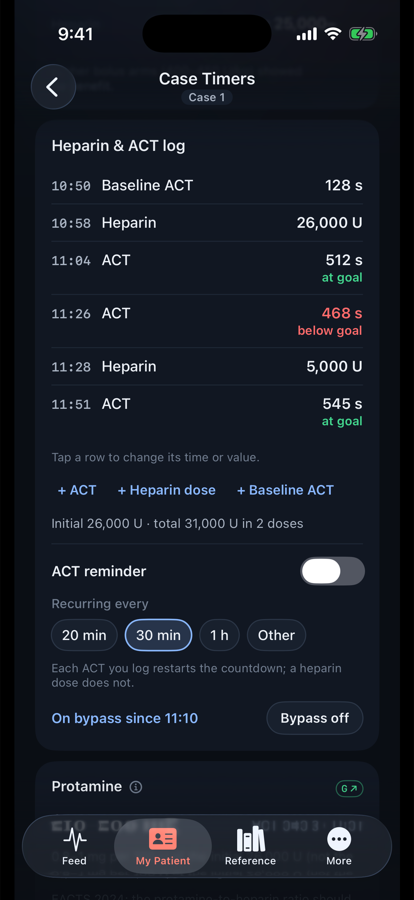 9:41
Case Timers
Case 1
Heparin & ACT log
10:50 Baseline ACT 128 s
10:58 Heparin 26,000 U
11:04 ACT 512 s
at goal
11:26 ACT 468 s
below goal
11:28 Heparin 5,000 U
11:51 ACT 545 s
at goal
Tap a row to change its time or value.
+ ACT + Heparin dose + Baseline ACT
Initial 26,000 U · total 31,000 U in 2 doses
ACT reminder
Recurring every
20 min 30 min 1 h Other
Each ACT you log restarts the countdown; a heparin
dose does not.
On bypass since 11:10 Bypass off
Protamine G↗
Feed My Patient Reference More